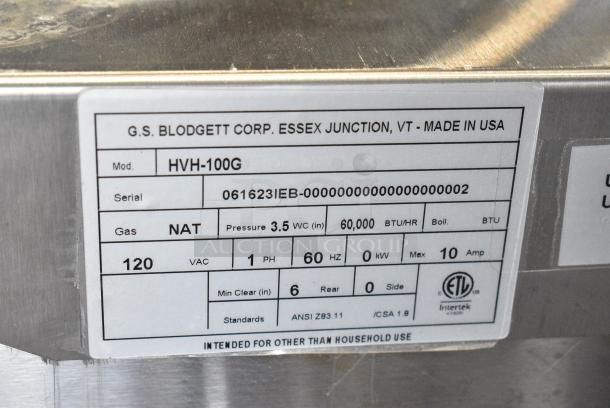 G.S. BLODGETT CORP. ESSEX JUNCTION, VT - MADE IN USA
Mod. HVH-100G
Serial 061623IEB-00000000000000000002
Gas NAT Pressure 3.5 WC (in) 60,000 BTU/HR Boil. BTU
120 VAC 1 PH 60 HZ 0 kW Max 10 Amp
Min Clear (in) 6 Rear 0 Side
Standards ANSI Z83.11 /CSA 1.8
ETL
Intertek
INTENDED FOR OTHER THAN HOUSEHOLD USE
AUCTION GROUP